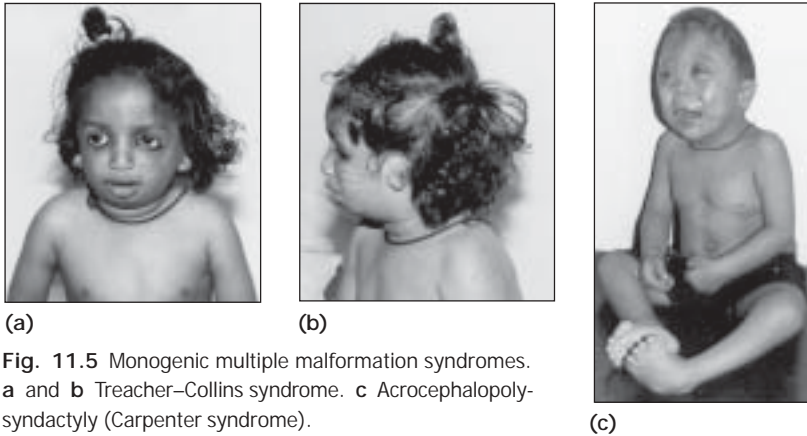 (a)
(b)
Fig. 11.5 Monogenic multiple malformation syndromes.
a and b Treacher–Collins syndrome. c Acrocephalopoly-
syndactyly (Carpenter syndrome).
(c)